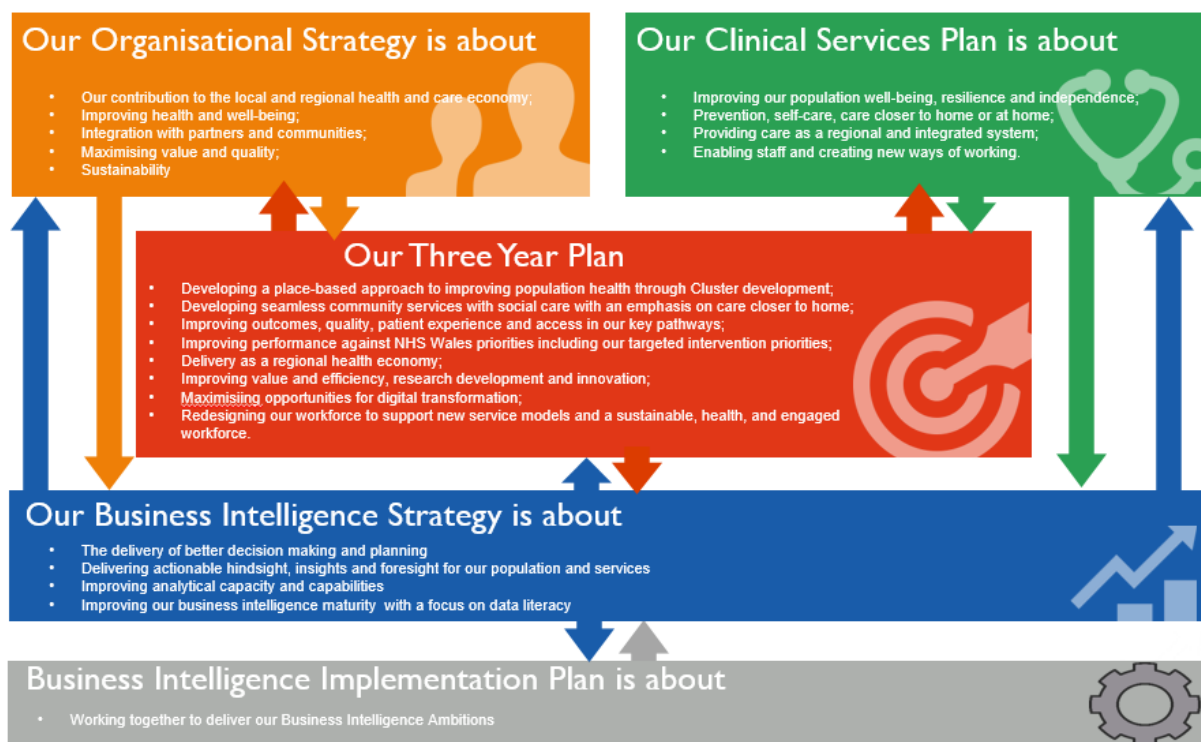 Our Organisational Strategy is about
• Our contribution to the local and regional health and care economy;
• Improving health and well-being;
• Integration with partners and communities;
• Maximising value and quality;
• Sustainability
Our Clinical Services Plan is about
• Improving our population well-being, resilience and independence;
• Prevention, self-care, care closer to home or at home;
• Providing care as a regional and integrated system;
• Enabling staff and creating new ways of working.
Our Three Year Plan
• Developing a place-based approach to improving population health through Cluster development;
• Developing seamless community services with social care with an emphasis on care closer to home;
• Improving outcomes, quality, patient experience and access in our key pathways;
• Improving performance against NHS Wales priorities including our targeted intervention priorities;
• Delivery as a regional health economy;
• Improving value and efficiency, research development and innovation;
• Maximisiing opportunities for digital transformation;
• Redesigning our workforce to support new service models and a sustainable, health, and engaged
workforce.
Our Business Intelligence Strategy is about
• The delivery of better decision making and planning
• Delivering actionable hindsight, insights and foresight for our population and services
• Improving analytical capacity and capabilities
• Improving our business intelligence maturity with a focus on data literacy
Business Intelligence Implementation Plan is about
• Working together to deliver our Business Intelligence Ambitions